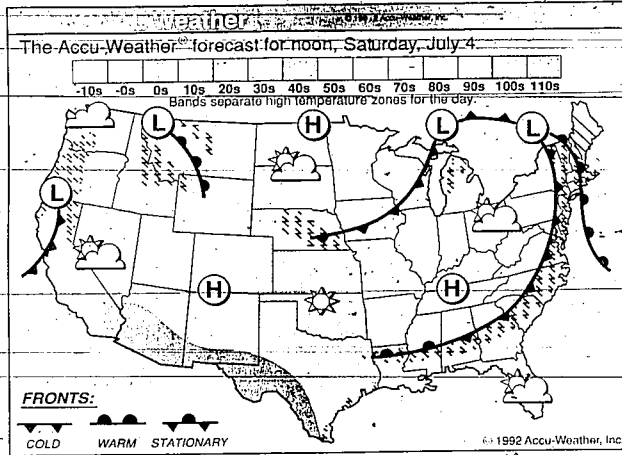 weather
The Accu-Weather® forecast for noon, Saturday, July 4.
-10s -0s 0s 10s 20s 30s 40s 50s 60s 70s 80s 90s 100s 110s
Bands separate high temperature zones for the day.
L H L L
L
H H
FRONTS:
COLD WARM STATIONARY
© 1992 Accu-Weather, Inc.